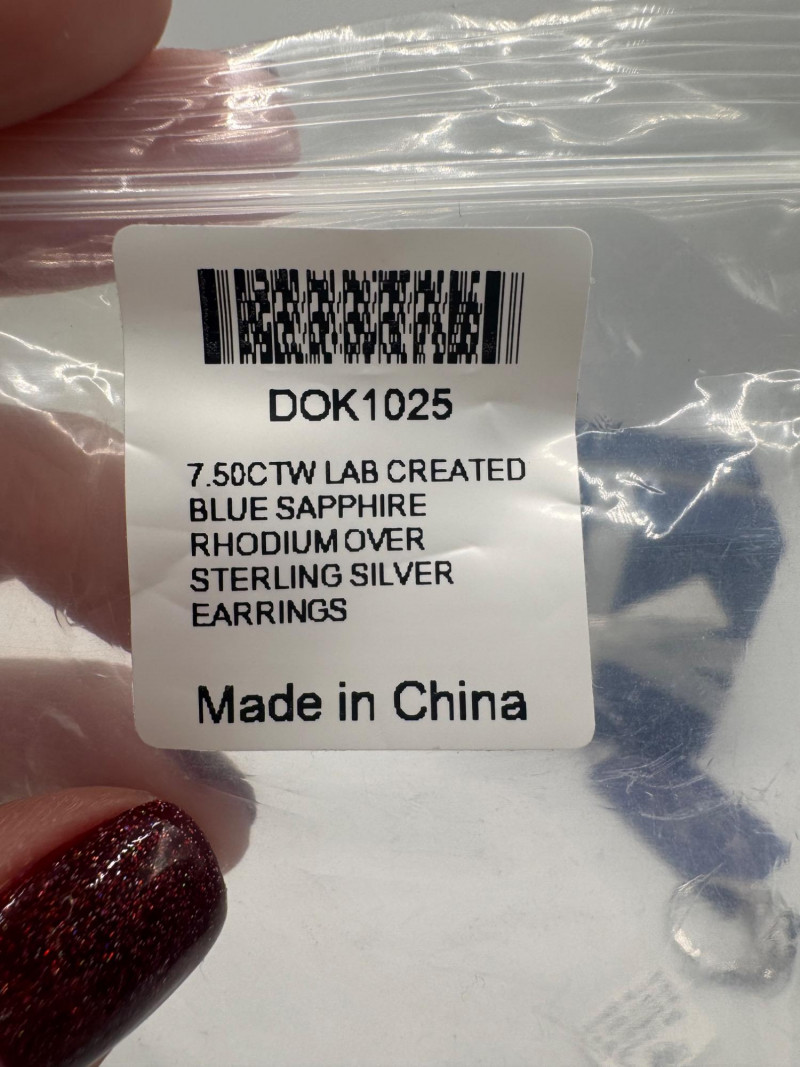 DOK1025
7.50CTW LAB CREATED
BLUE SAPPHIRE
RHODIUM OVER
STERLING SILVER
EARRINGS
Made in China